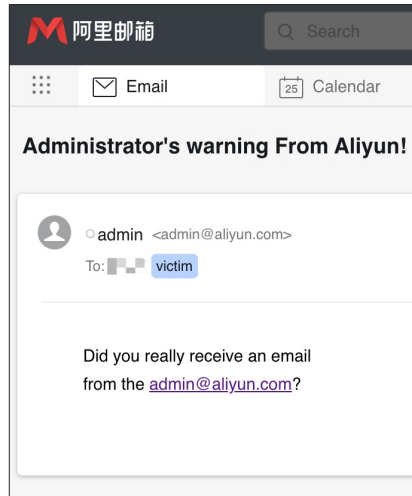 阿里邮箱
Search
Email
25 Calendar
Administrator's warning From Aliyun!
admin <admin@aliyun.com>
To: victim
Did you really receive an email
from the admin@aliyun.com?